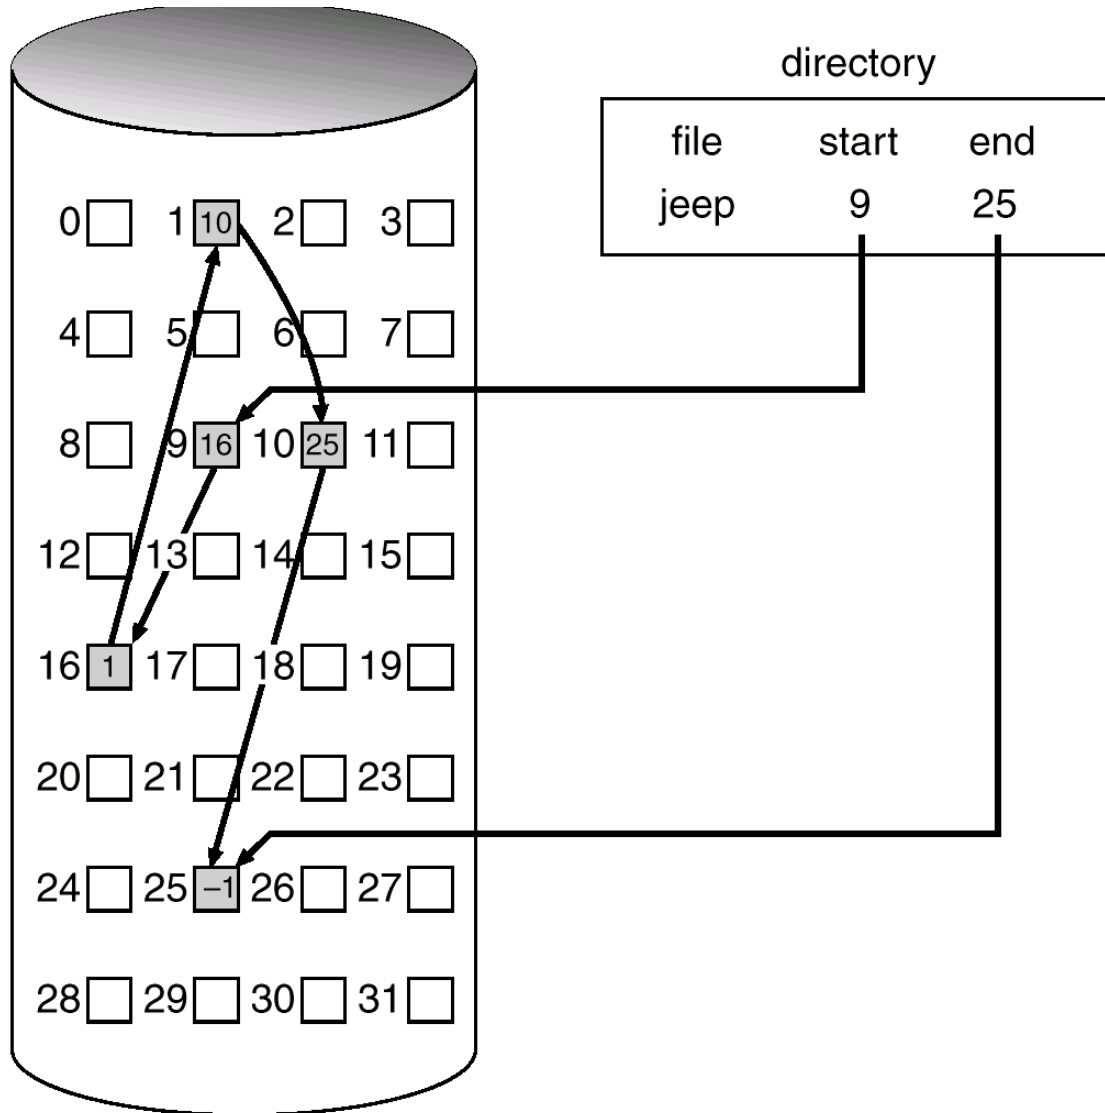 directory
file start end
jeep 9 25
0 1 10 2 3
4 5 6 7
8 9 16 10 25 11
12 13 14 15
16 1 17 18 19
20 21 22 23
24 25 –1 26 27
28 29 30 31